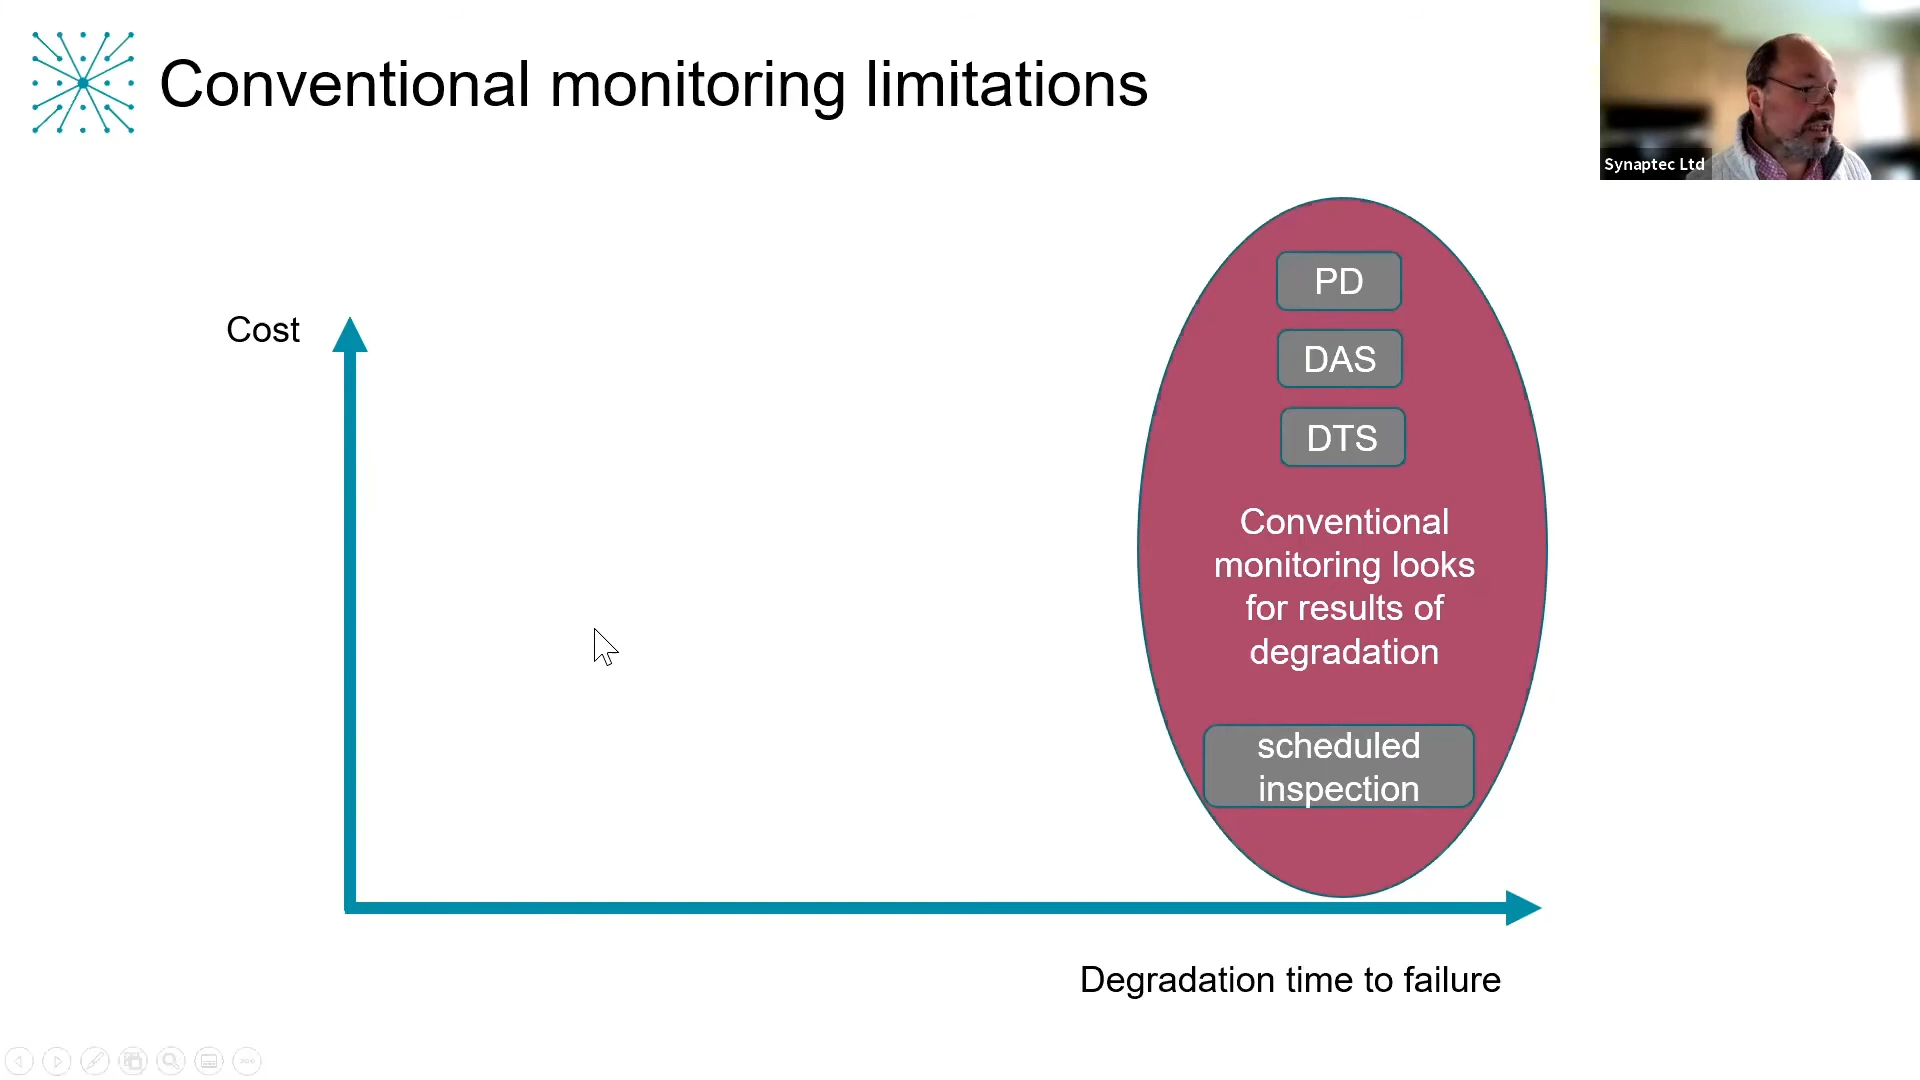 Conventional monitoring limitations
Synaptec Ltd
PD
DAS
DTS
Cost
Conventional
monitoring looks
for results of
degradation
scheduled
inspection
Degradation time to failure